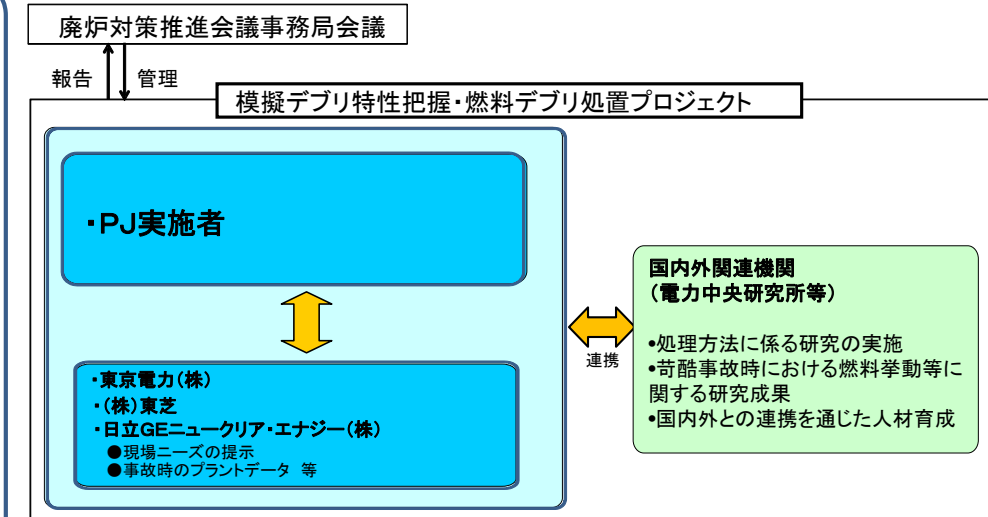 廃炉対策推進会議事務局会議
報告
管理
模擬デブリ特性把握・燃料デブリ処置プロジェクト
・PJ実施者
・東京電力(株)
・(株)東芝
・日立GEニュークリア・エナジー(株)
●現場ニーズの提示
●事故時のプラントデータ 等
連携
国内外関連機関
(電力中央研究所等)
•処理方法に係る研究の実施
•苛酷事故時における燃料挙動等に
関する研究成果
•国内外との連携を通じた人材育成